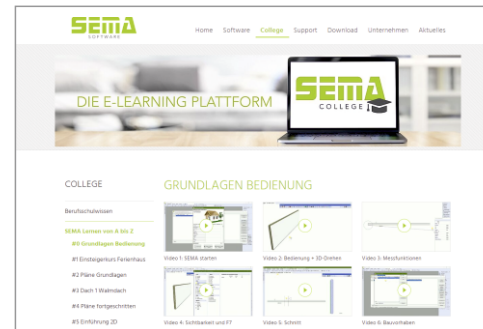 SEMA
SOFTWARE
Home Software College Support Download Unternehmen Aktuelles
DIE E-LEARNING PLATTFORM
SEMA
COLLEGE
COLLEGE
Berufsschulwissen
SEMA Lernen von A bis Z
#0 Grundlagen Bedienung
#1 Einsteigerkurs Ferienhaus
#2 Pläne Grundlagen
#3 Dach 1 Walmdach
#4 Pläne fortgeschritten
#5 Einführung 2D
GRUNDLAGEN BEDIENUNG
Video 1: SEMA starten
Video 2: Bedienung + 3D Drehen
Video 3: Messfunktionen
Video 4: Sichtbarkeit und F7
Video 5: Schnitt
Video 6: Bauvorhaben